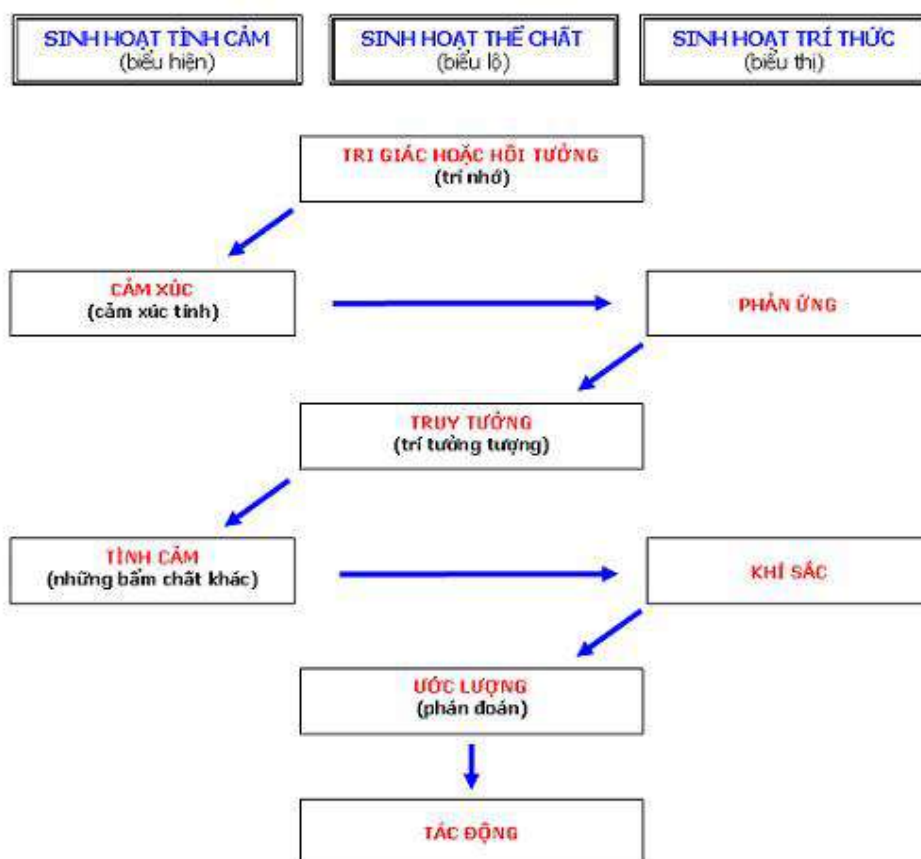 SINH HOẠT TÌNH CẢM
(biểu hiện)
SINH HOẠT THỂ CHẤT
(biểu lộ)
SINH HOẠT TRÍ THỨC
(biểu thị)
TRI GIÁC HOẶC HỒI TƯỞNG
(trí nhớ)
CẢM XÚC
(cảm xúc tính)
PHẢN ỨNG
TRUY TƯỞNG
(trí tưởng tượng)
TÌNH CẢM
(những bẩm chất khác)
KHÍ SẮC
ƯỚC LƯỢNG
(phán đoán)
TÁC ĐỘNG